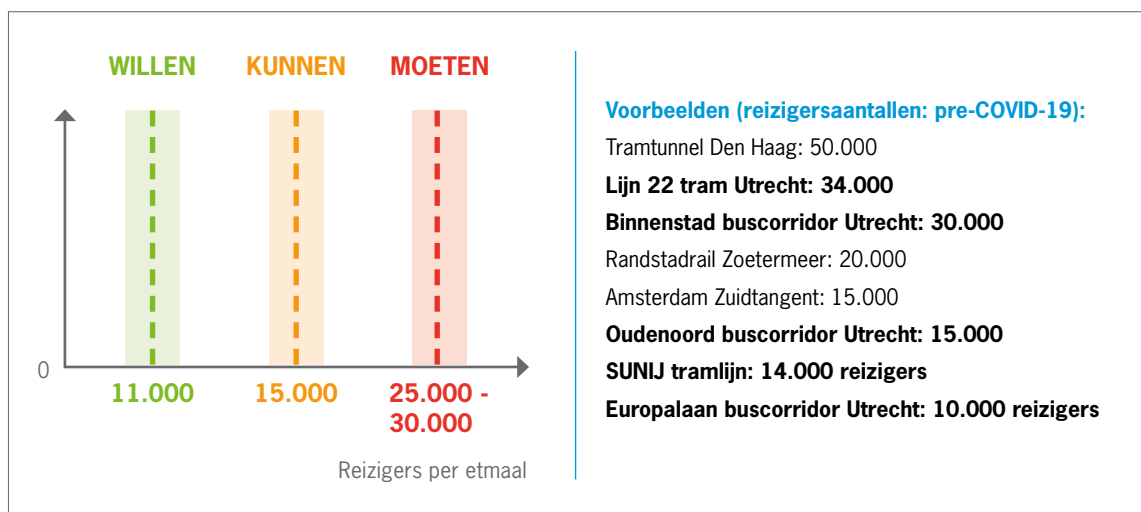 WILLEN
KUNNEN
MOETEN
0
11.000
15.000
25.000 -
30.000
Reizigers per etmaal
Voorbeelden (reizigersaantallen: pre-COVID-19):
Tramtunnel Den Haag: 50.000
Lijn 22 tram Utrecht: 34.000
Binnenstad buscorridor Utrecht: 30.000
Randstadrail Zoetermeer: 20.000
Amsterdam Zuidtangent: 15.000
Oudenoord buscorridor Utrecht: 15.000
SUNIJ tramlijn: 14.000 reizigers
Europalaan buscorridor Utrecht: 10.000 reizigers